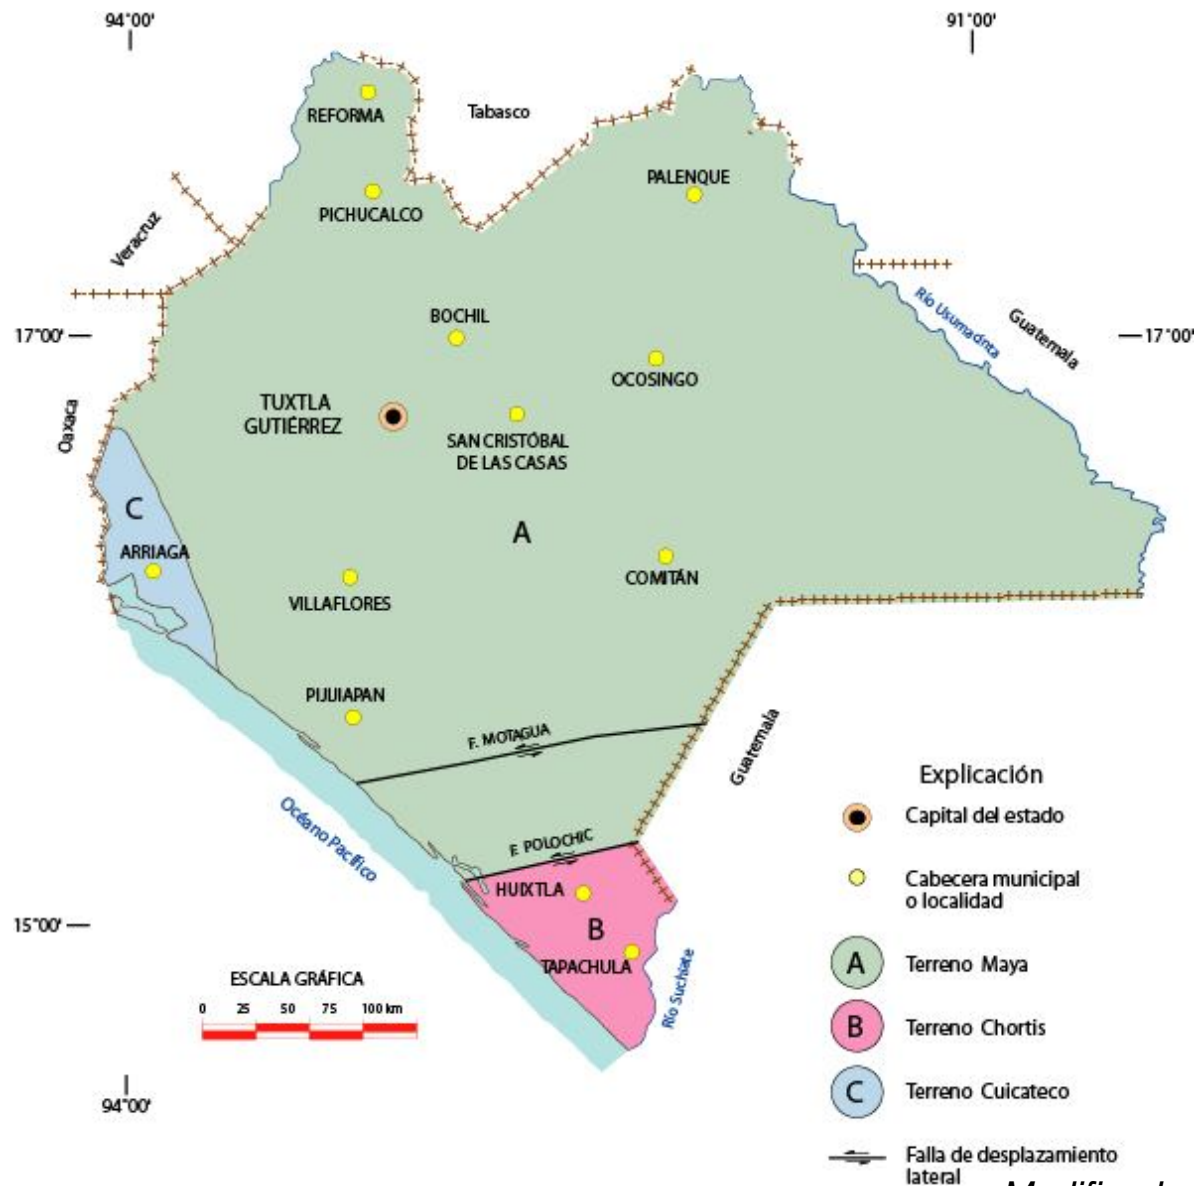 94°00'
91°00'
REFORMA
Tabasco
PALENQUE
PICHUCALCO
Veracruz
BOCHIL
Río Usumacinta
Guatemala
17°00'
17°00'
OCOSINGO
TUXTLA
GUTIÉRREZ
Oaxaca
SAN CRISTÓBAL
DE LAS CASAS
C
A
ARRIAGA
COMITÁN
VILLAFLORES
PIJIJIAPAN
F. MOTAGUA
Guatemala
Océano Pacífico
F. POLOCHIC
HUIXTLA
B
15°00'
TAPACHULA
Río Suchiate
ESCALA GRÁFICA
0 25 50 75 100 km
94°00'
Explicación
Capital del estado
Cabecera municipal
o localidad
A Terreno Maya
B Terreno Chortis
C Terreno Cuicateco
Falla de desplazamiento
lateral